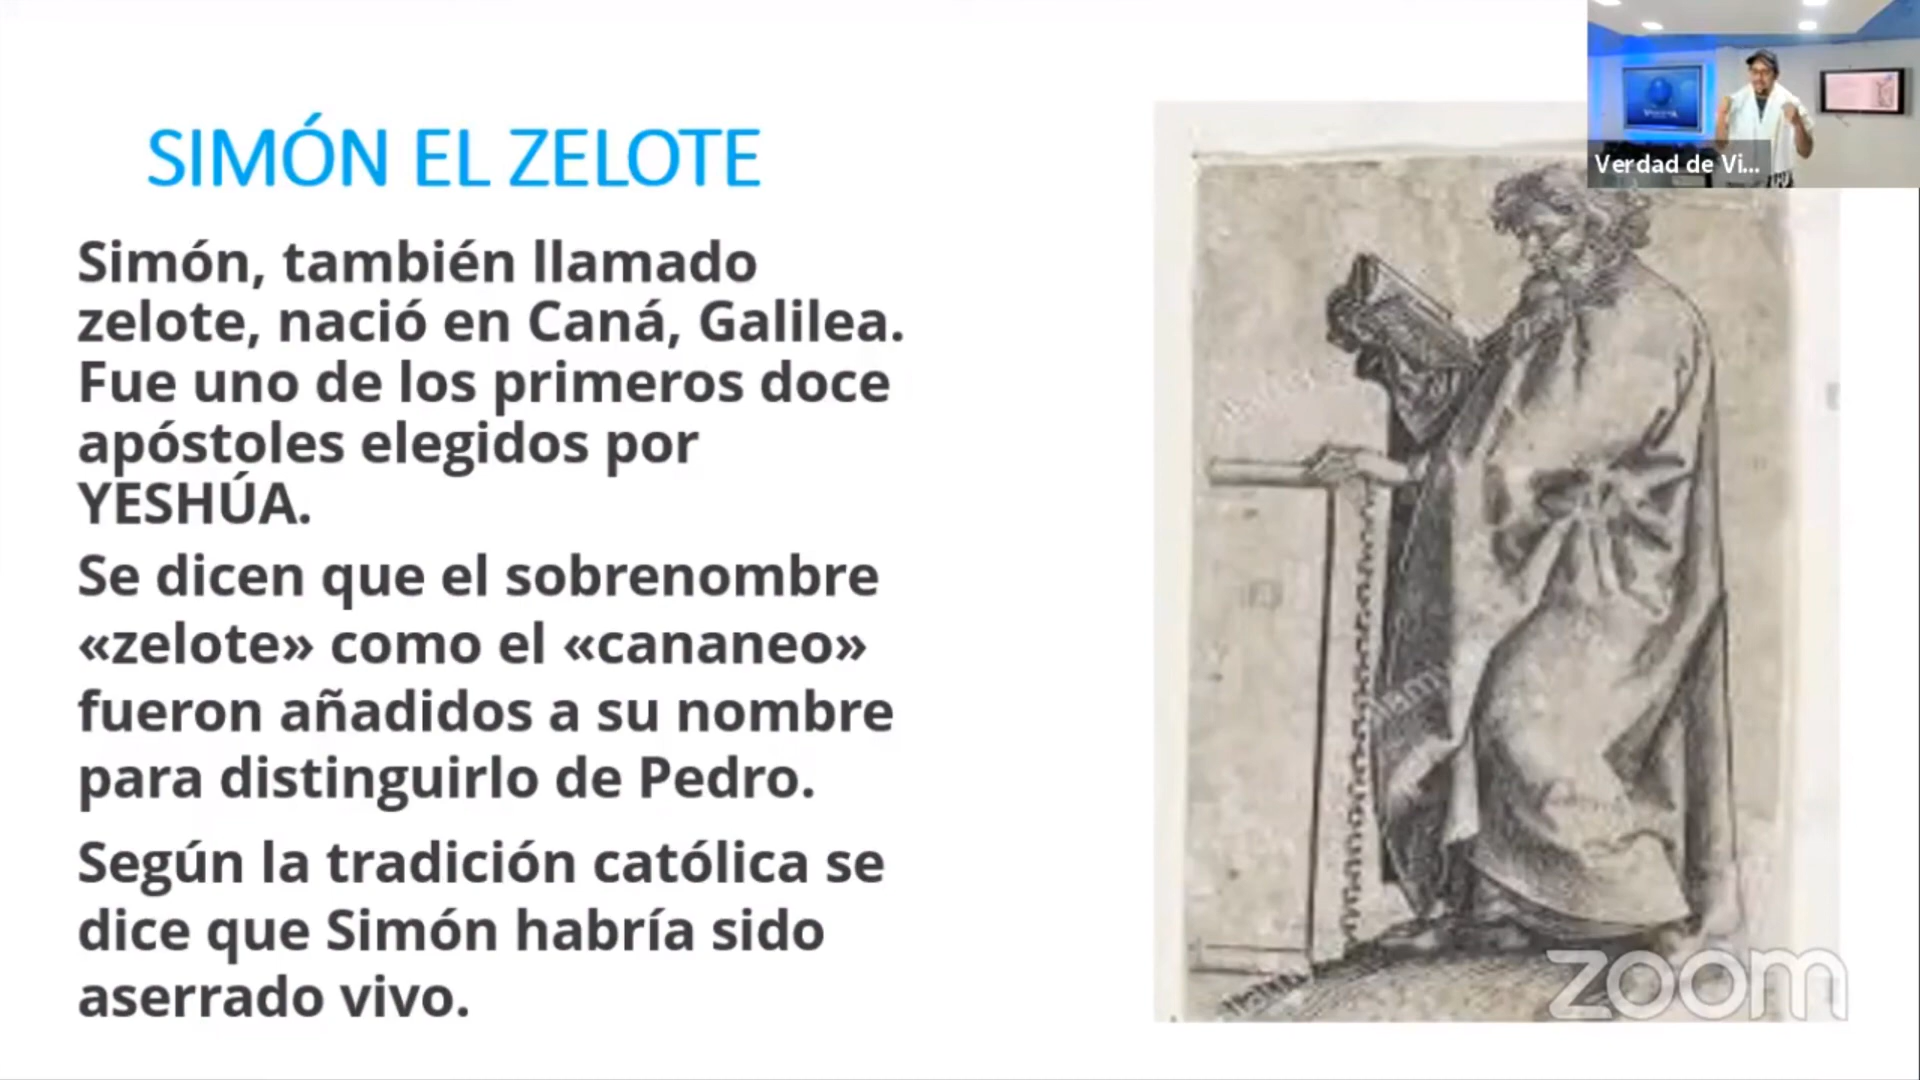 Verdad de Vi...
SIMÓN EL ZELOTE
Simón, también llamado
zelote, nació en Caná, Galilea.
Fue uno de los primeros doce
apóstoles elegidos por
YESHÚA.
Se dicen que el sobrenombre
«zelote» como el «cananeo»
fueron añadidos a su nombre
para distinguirlo de Pedro.
Según la tradición católica se
dice que Simón habría sido
aserrado vivo.
zoom